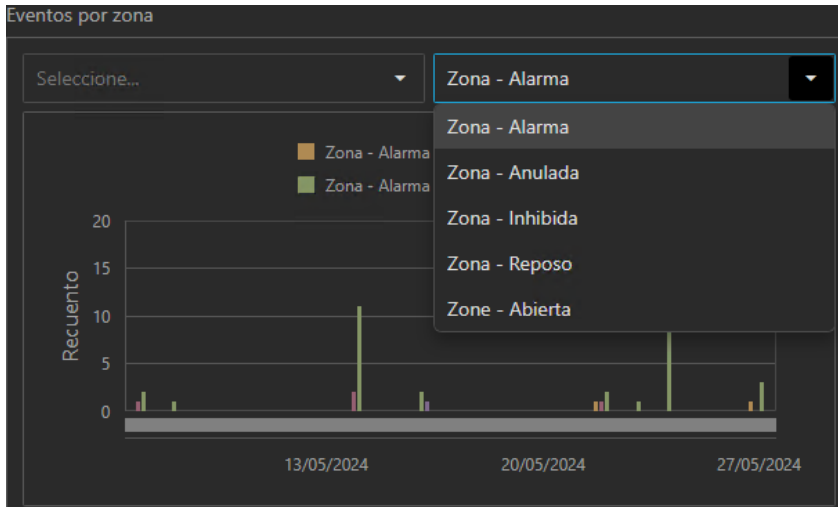 Eventos por zona
Seleccione...
Zona - Alarma
Zona - Alarma
Zona - Anulada
Zona - Inhibida
Zona - Reposo
Zone - Abierta
Zona - Alarma
Zona - Alarma
Recuento
20
15
10
5
0
13/05/2024
20/05/2024
27/05/2024